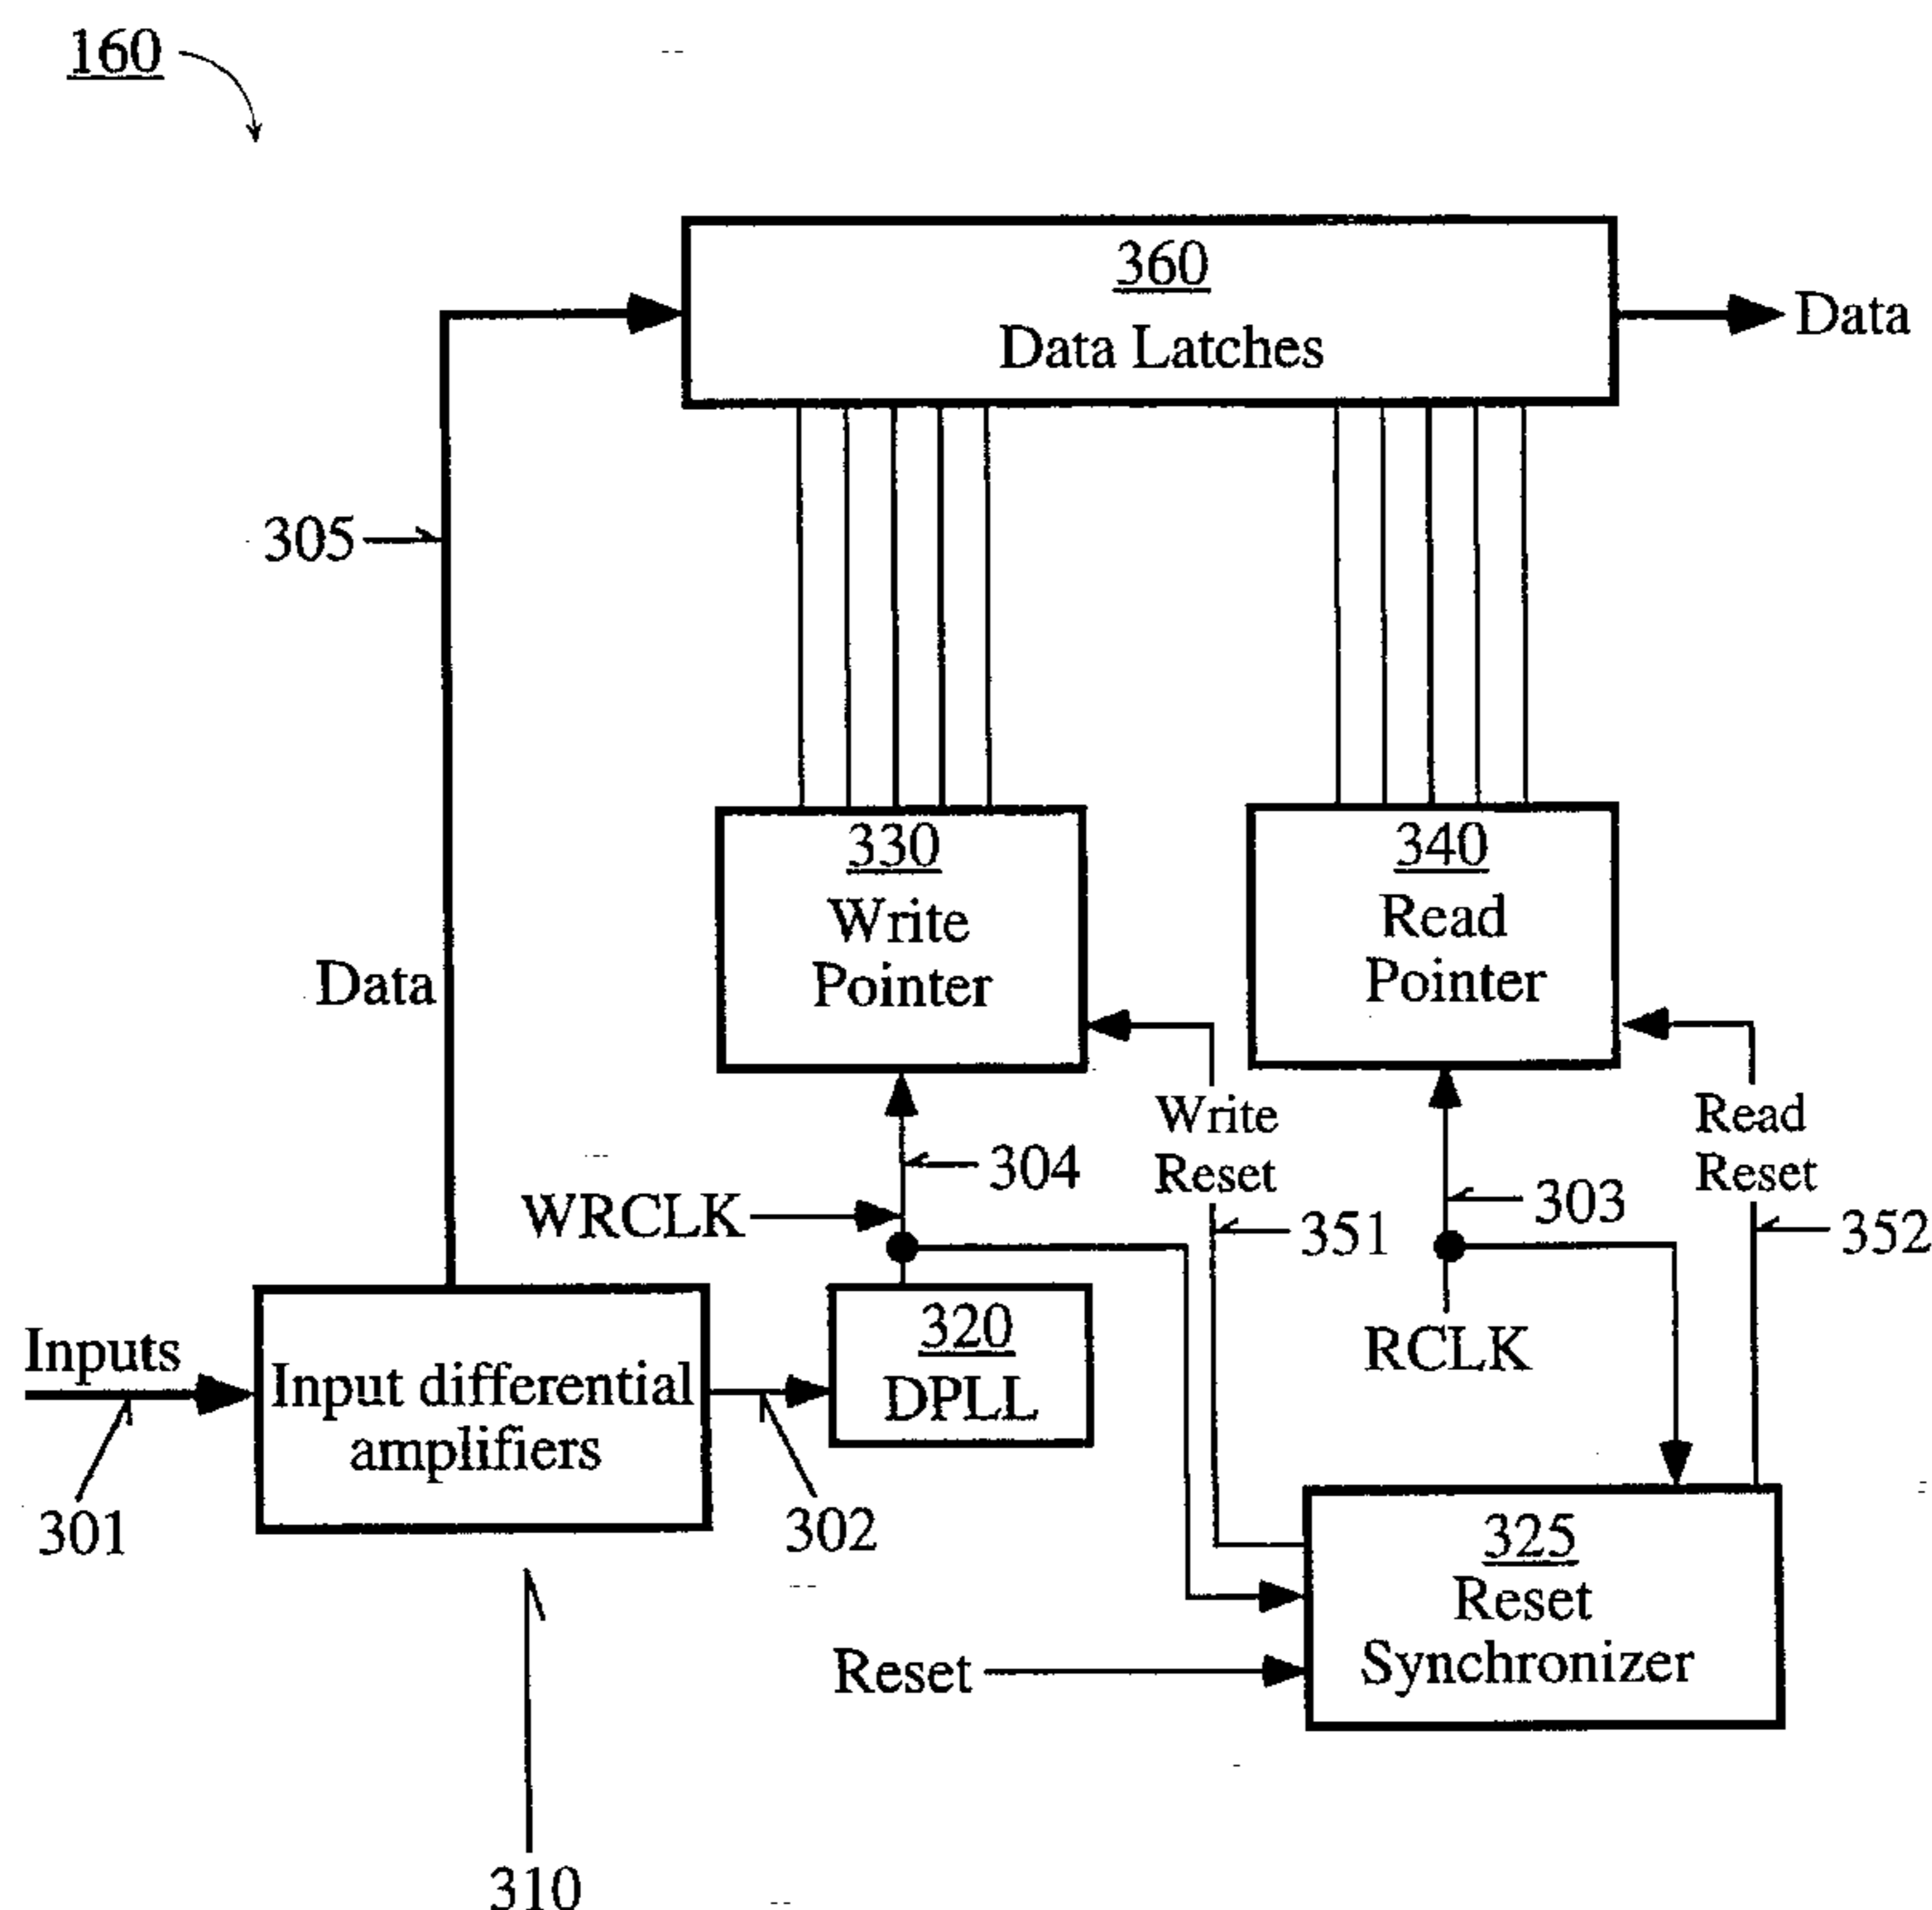 160
360
Data Latches
Data
305
330
Write
Pointer
340
Read
Pointer
Data
Write
Reset
Read
Reset
304
WRCLK
303
351
352
Inputs
Input differential
amplifiers
320
DPLL
RCLK
301
302
325
Reset
Synchronizer
Reset
310